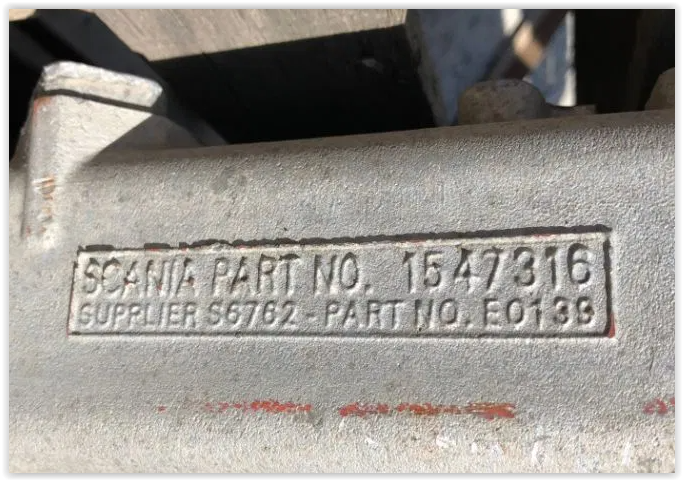 SCANIA PART NO. 1547316
SUPPLIER S6762 - PART NO. E0139